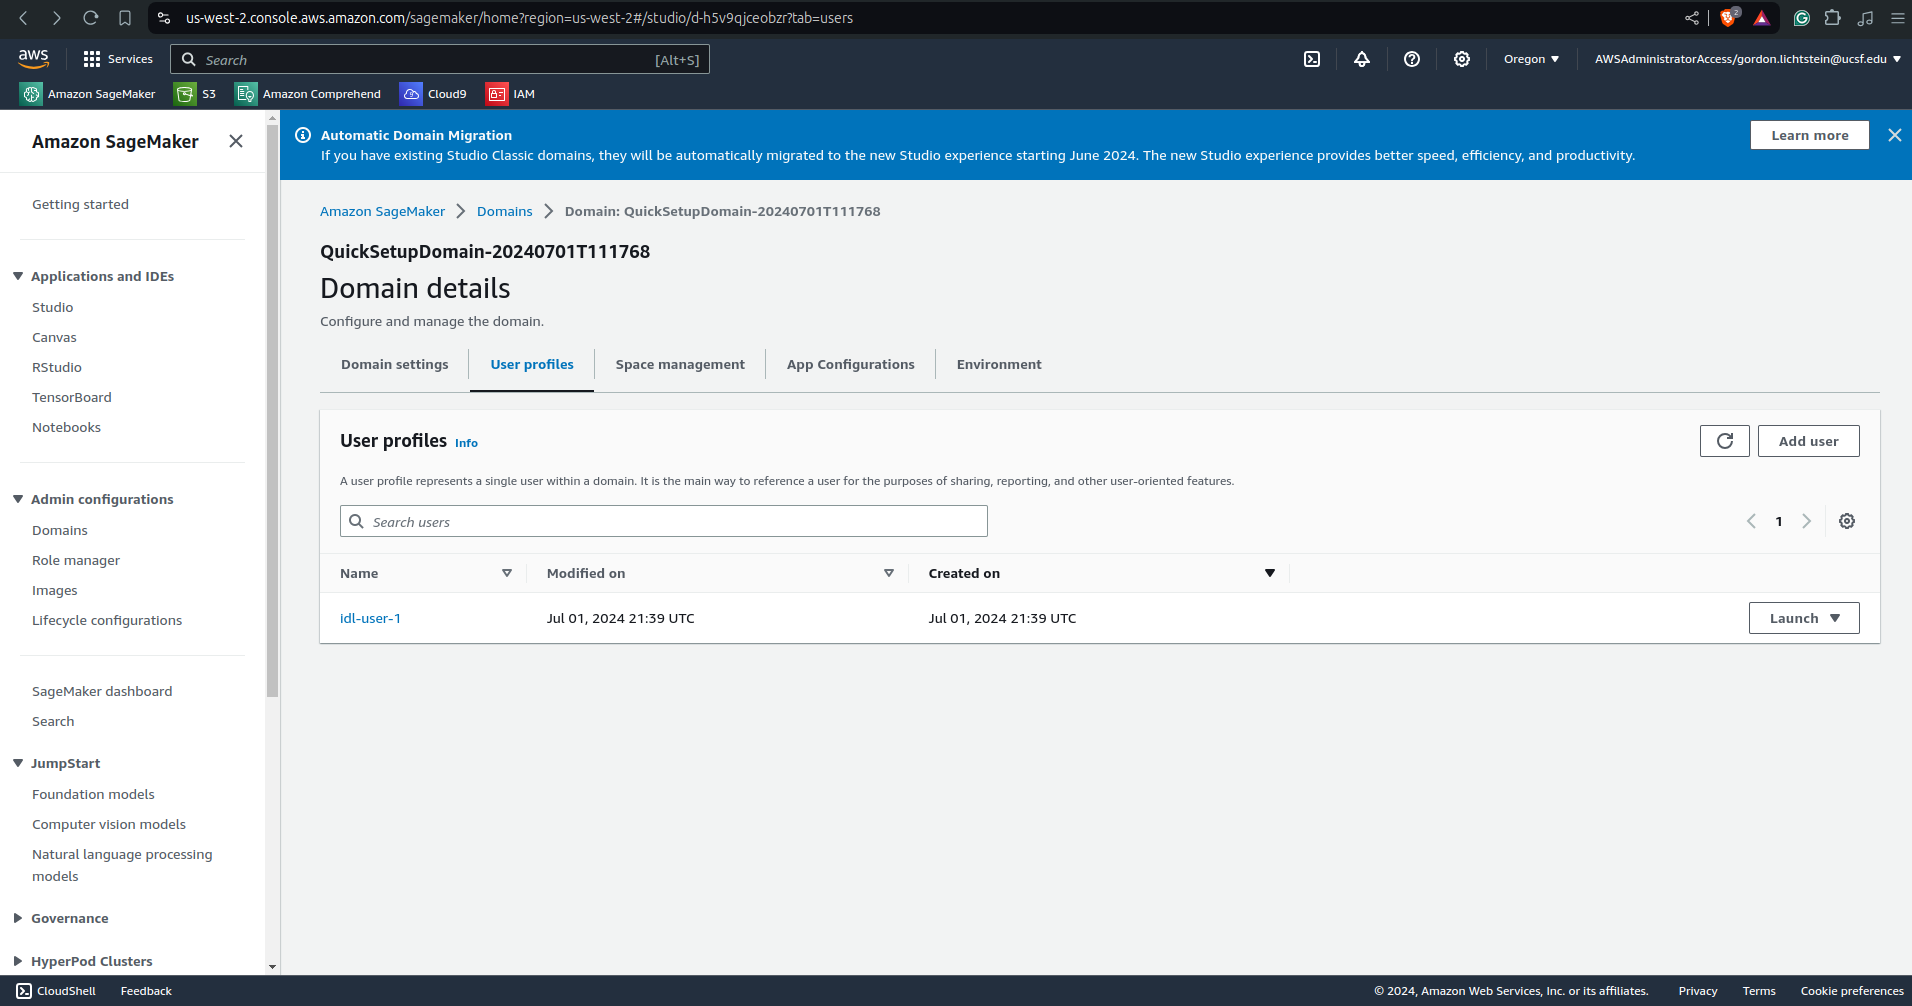 us-west-2.console.aws.amazon.com/sagemaker/home?region=us-west-2#/studio/d-h5v9qjceobzr?tab=users
2
aws
Services
Search
[Alt+S]
Oregon
AWSAdministratorAccess/gordon.lichtstein@ucsf.edu
Amazon SageMaker
S3
Amazon Comprehend
Cloud9
IAM
Amazon SageMaker
Getting started
Applications and IDEs
Studio
Canvas
RStudio
TensorBoard
Notebooks
Admin configurations
Domains
Role manager
Images
Lifecycle configurations
SageMaker dashboard
Search
JumpStart
Foundation models
Computer vision models
Natural language processing
models
Governance
HyperPod Clusters
Automatic Domain Migration
If you have existing Studio Classic domains, they will be automatically migrated to the new Studio experience starting June 2024. The new Studio experience provides better speed, efficiency, and productivity.
Learn more
Amazon SageMaker
Domains
Domain: QuickSetupDomain-20240701T111768
QuickSetupDomain-20240701T111768
Domain details
Configure and manage the domain.
Domain settings
User profiles
Space management
App Configurations
Environment
User profiles Info
Add user
A user profile represents a single user within a domain. It is the main way to reference a user for the purposes of sharing, reporting, and other user-oriented features.
Search users
1
Name
Modified on
Created on
idl-user-1
Jul 01, 2024 21:39 UTC
Jul 01, 2024 21:39 UTC
Launch
CloudShell
Feedback
© 2024, Amazon Web Services, Inc. or its affiliates.
Privacy
Terms
Cookie preferences